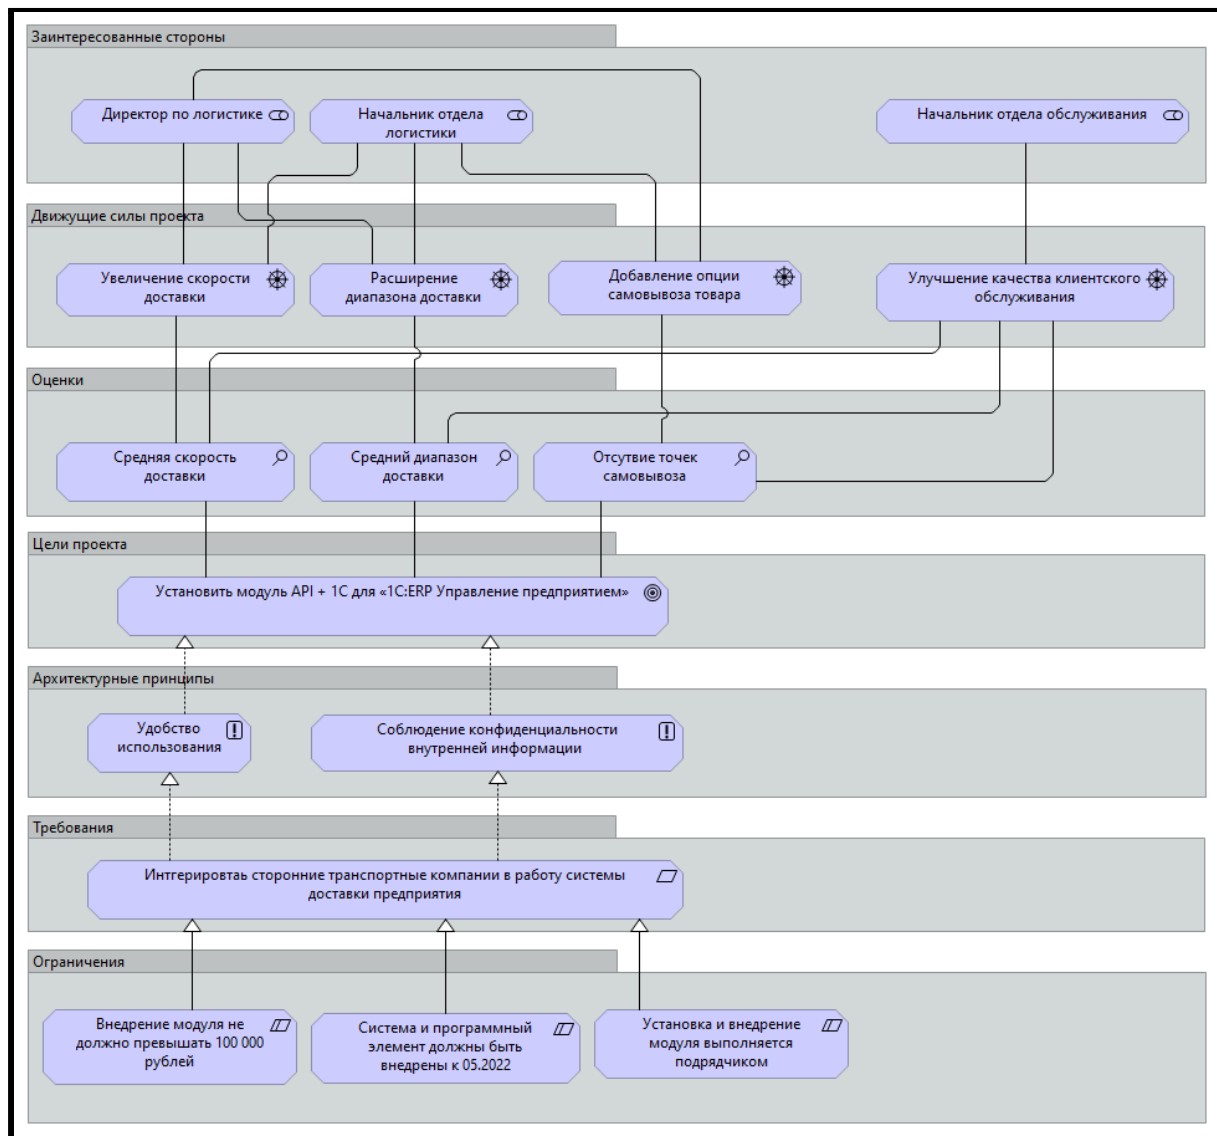 Заинтересованные стороны
Директор по логистике
Начальник отдела
логистики
Начальник отдела обслуживания
Движущие силы проекта
Увеличение скорости
доставки
Расширение
диапазона доставки
Добавление опции
самовывоза товара
Улучшение качества клиентского
обслуживания
Оценки
Средняя скорость
доставки
Средний диапазон
доставки
Отсутвие точек
самовывоза
Цели проекта
Установить модуль API + 1С для «1С:ERP Управление предприятием»
Архитектурные принципы
Удобство
использования
Соблюдение конфиденциальности
внутренней информации
Требования
Интгерировтаь сторонние транспортные компании в работу системы
доставки предприятия
Ограничения
Внедрение модуля не
должно превышать 100 000
рублей
Система и программный
элемент должны быть
внедрены к 05.2022
Установка и внедрение
модуля выполняется
подрядчиком